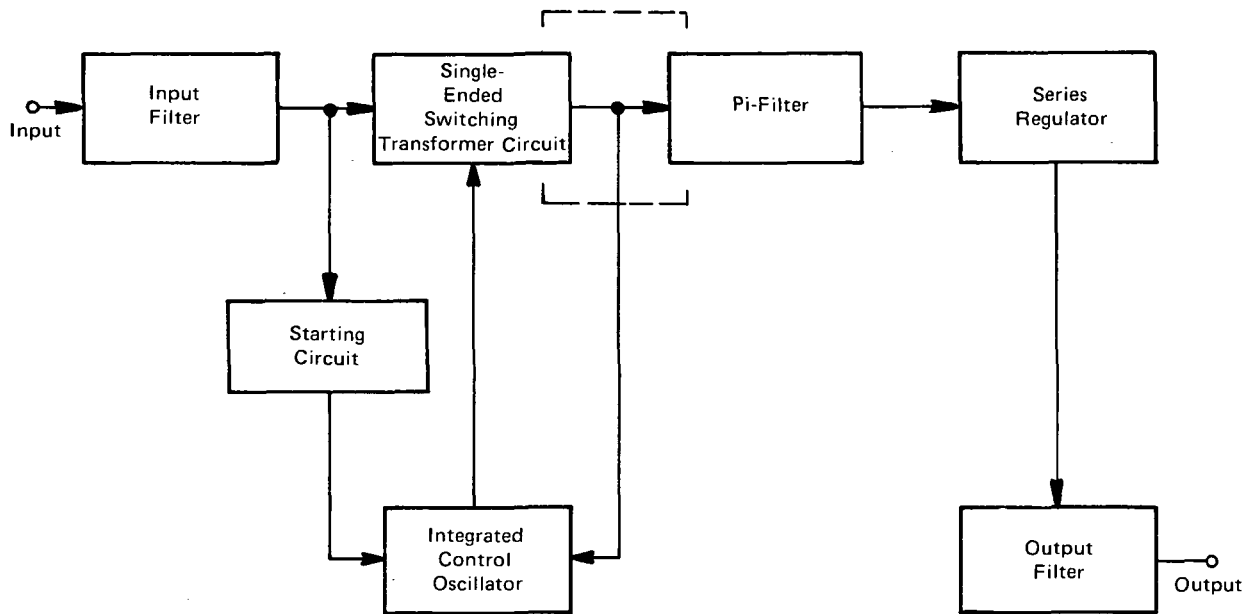 Input
Input
Filter
Single-
Ended
Switching
Transformer Circuit
Pi-Filter
Series
Regulator
Starting
Circuit
Integrated
Control
Oscillator
Output
Filter
Output